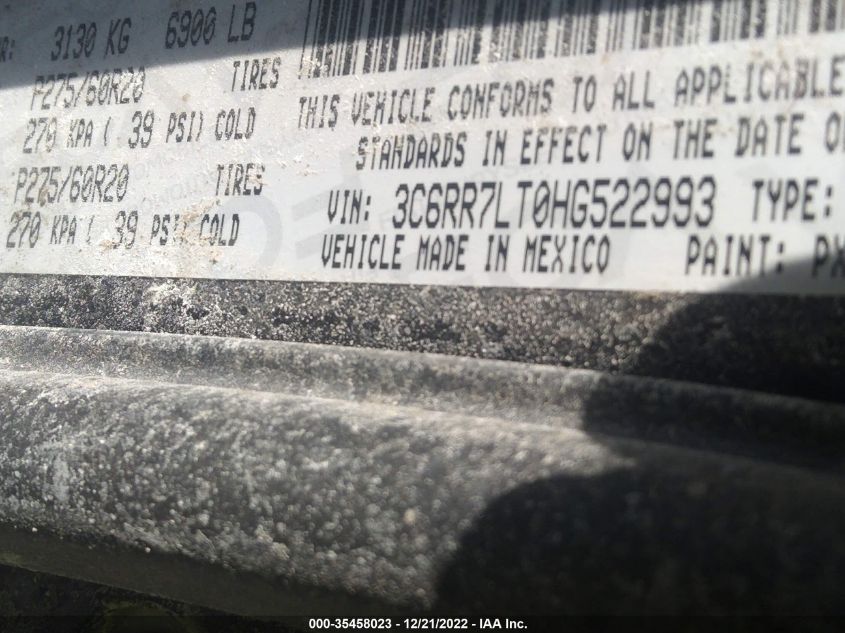 3130 KG 6900 LB
P275/60R20 TIRES
270 KPA ( 39 PSI) COLD
P275/60R20 TIRES
270 KPA ( 39 PSI) COLD
THIS VEHICLE CONFORMS TO ALL APPLICABLE
STANDARDS IN EFFECT ON THE DATE
VIN: 3C6RR7LT0HG522993 TYPE:
VEHICLE MADE IN MEXICO PAINT: PX
000-35458023 - 12/21/2022 - IAA Inc.